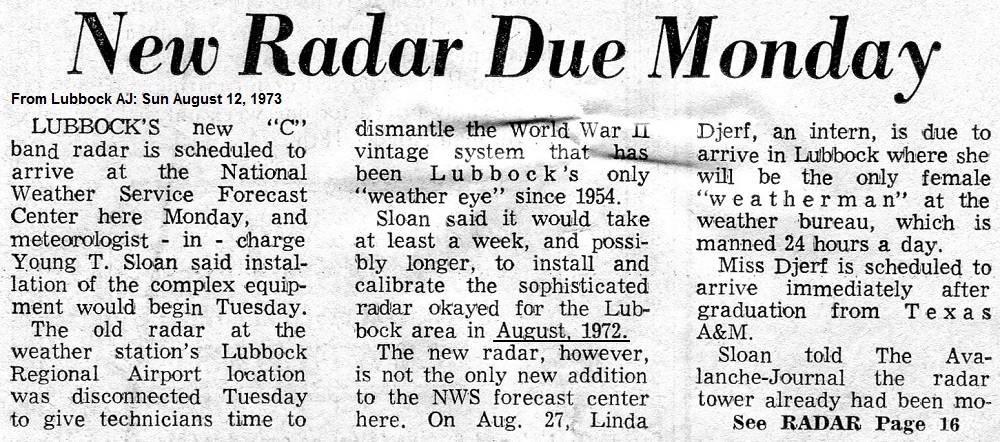 New Radar Due Monday
From Lubbock AJ: Sun August 12, 1973
LUBBOCK'S new "C"
band radar is scheduled to
arrive at the National
Weather Service Forecast
Center here Monday, and
meteorologist - in - charge
Young T. Sloan said instal-
lation of the complex equip-
ment would begin Tuesday.
The old radar at the
weather station's Lubbock
Regional Airport location
was disconnected Tuesday
to give technicians time to
dismantle the World War II
vintage system that has
been Lubbock's only
"weather eye" since 1954.
Sloan said it would take
at least a week, and possi-
bly longer, to install and
calibrate the sophisticated
radar okayed for the Lub-
bock area in August, 1972.
The new radar, however,
is not the only new addition
to the NWS forecast center
here. On Aug. 27, Linda
Djerf, an intern, is due to
arrive in Lubbock where she
will be the only female
"weatherman" at the
weather bureau, which is
manned 24 hours a day.
Miss Djerf is scheduled to
arrive immediately after
graduation from Texas
A&M.
Sloan told The Ava-
lanche-Journal the radar
tower already had been mo-
See RADAR Page 16